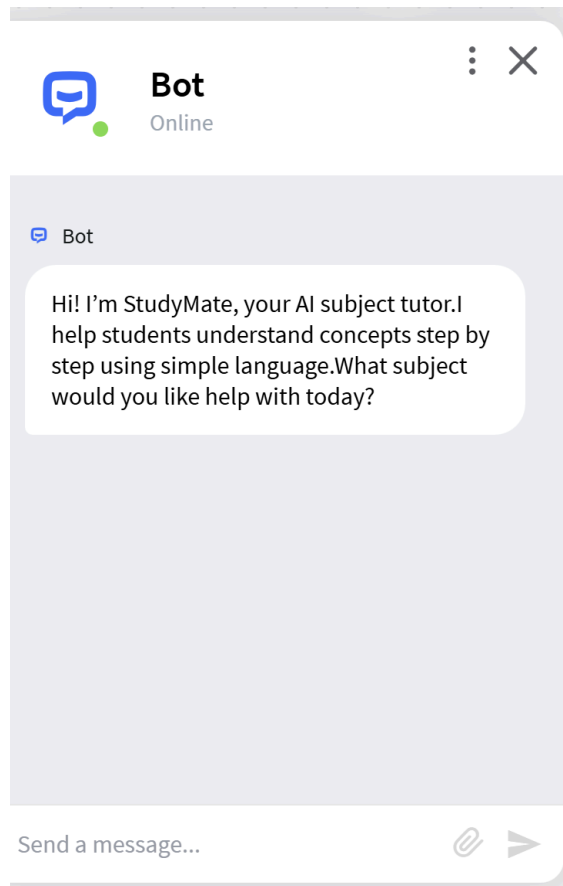 Bot
Online
Bot
Hi! I’m StudyMate, your AI subject tutor.I
help students understand concepts step by
step using simple language.What subject
would you like help with today?
Send a message...